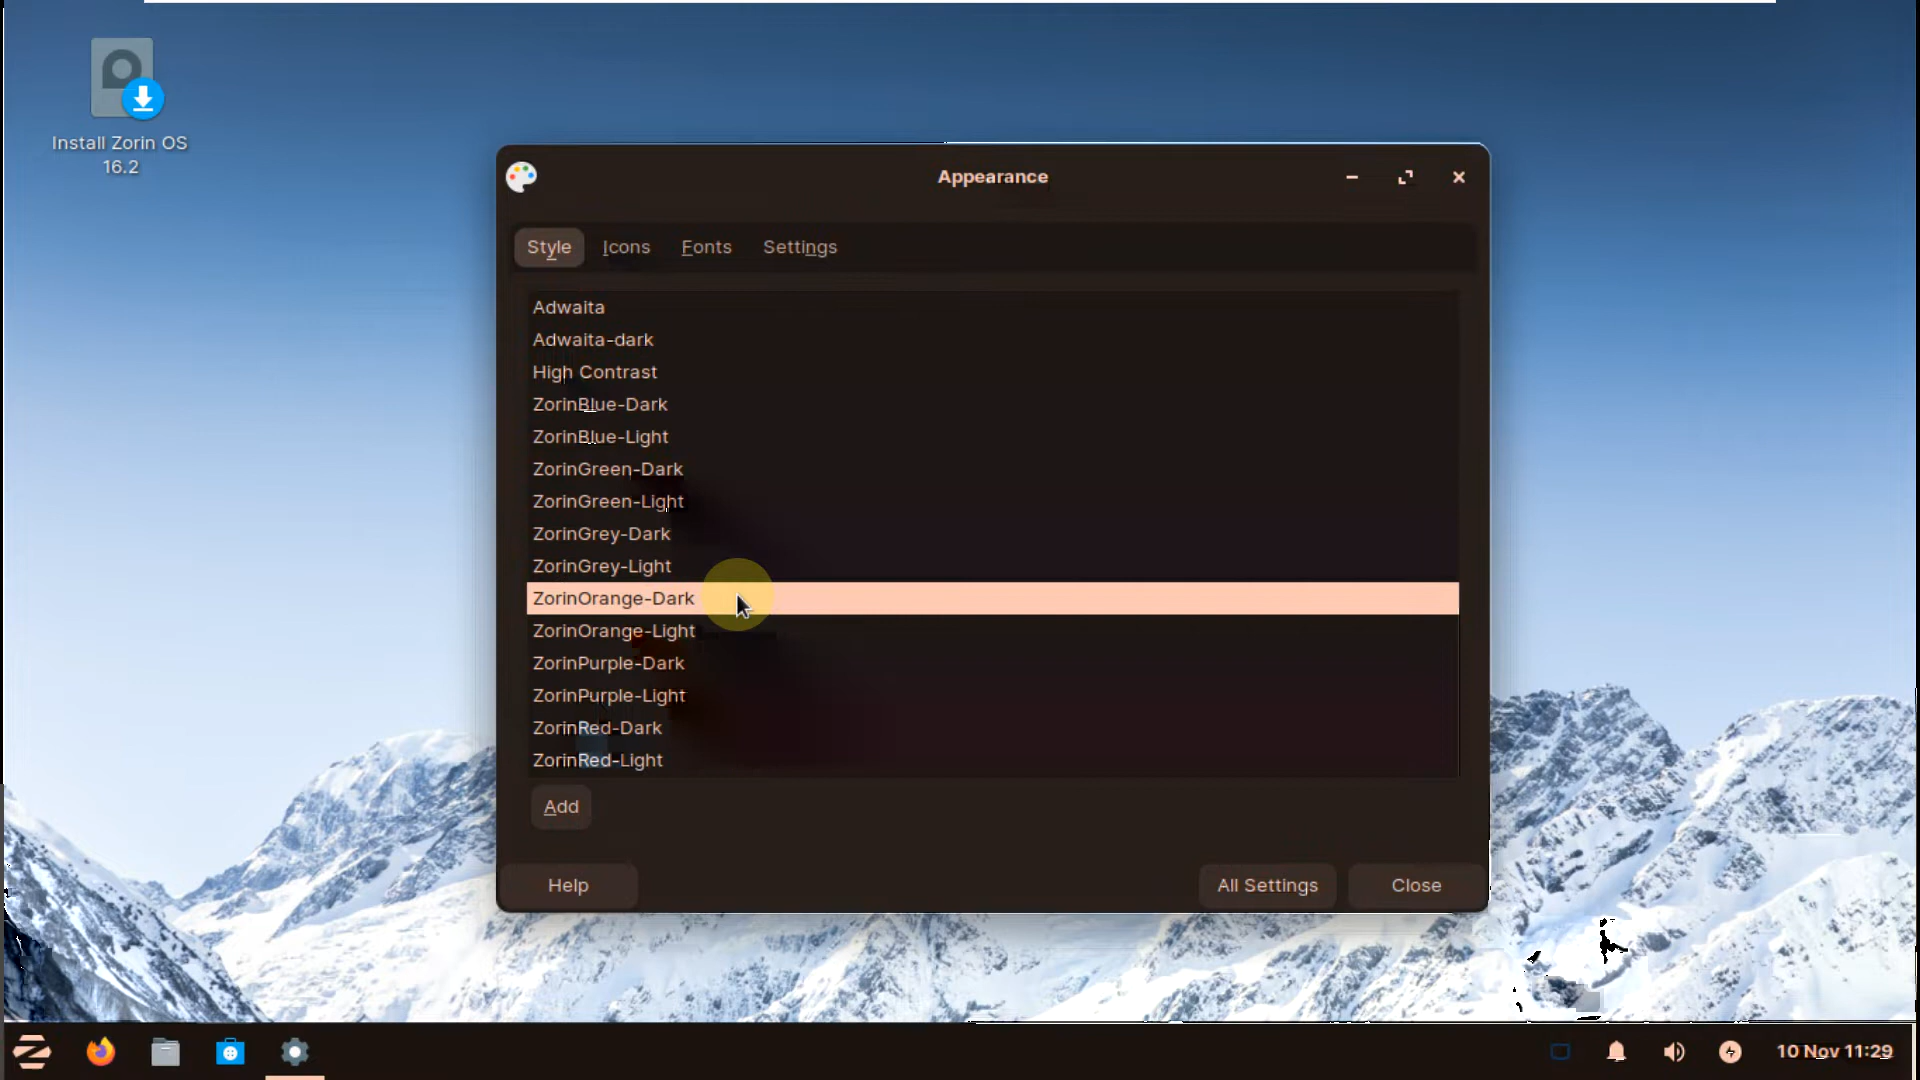 Install Zorin OS
16.2
Appearance
Style Icons Fonts Settings
Adwaita
Adwaita-dark
High Contrast
ZorinBlue-Dark
ZorinBlue-Light
ZorinGreen-Dark
ZorinGreen-Light
ZorinGrey-Dark
ZorinGrey-Light
ZorinOrange-Dark
ZorinOrange-Light
ZorinPurple-Dark
ZorinPurple-Light
ZorinRed-Dark
ZorinRed-Light
Add
Help All Settings Close
10 Nov 11:29